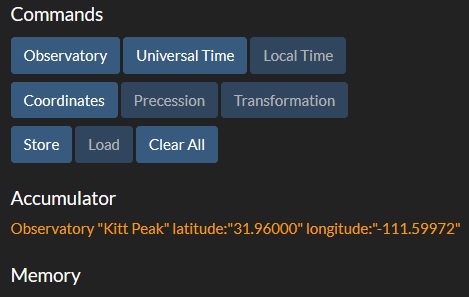 Commands
Observatory Universal Time Local Time
Coordinates Precession Transformation
Store Load Clear All
Accumulator
Observatory "Kitt Peak" latitude:"31.96000" longitude:"-111.59972"
Memory